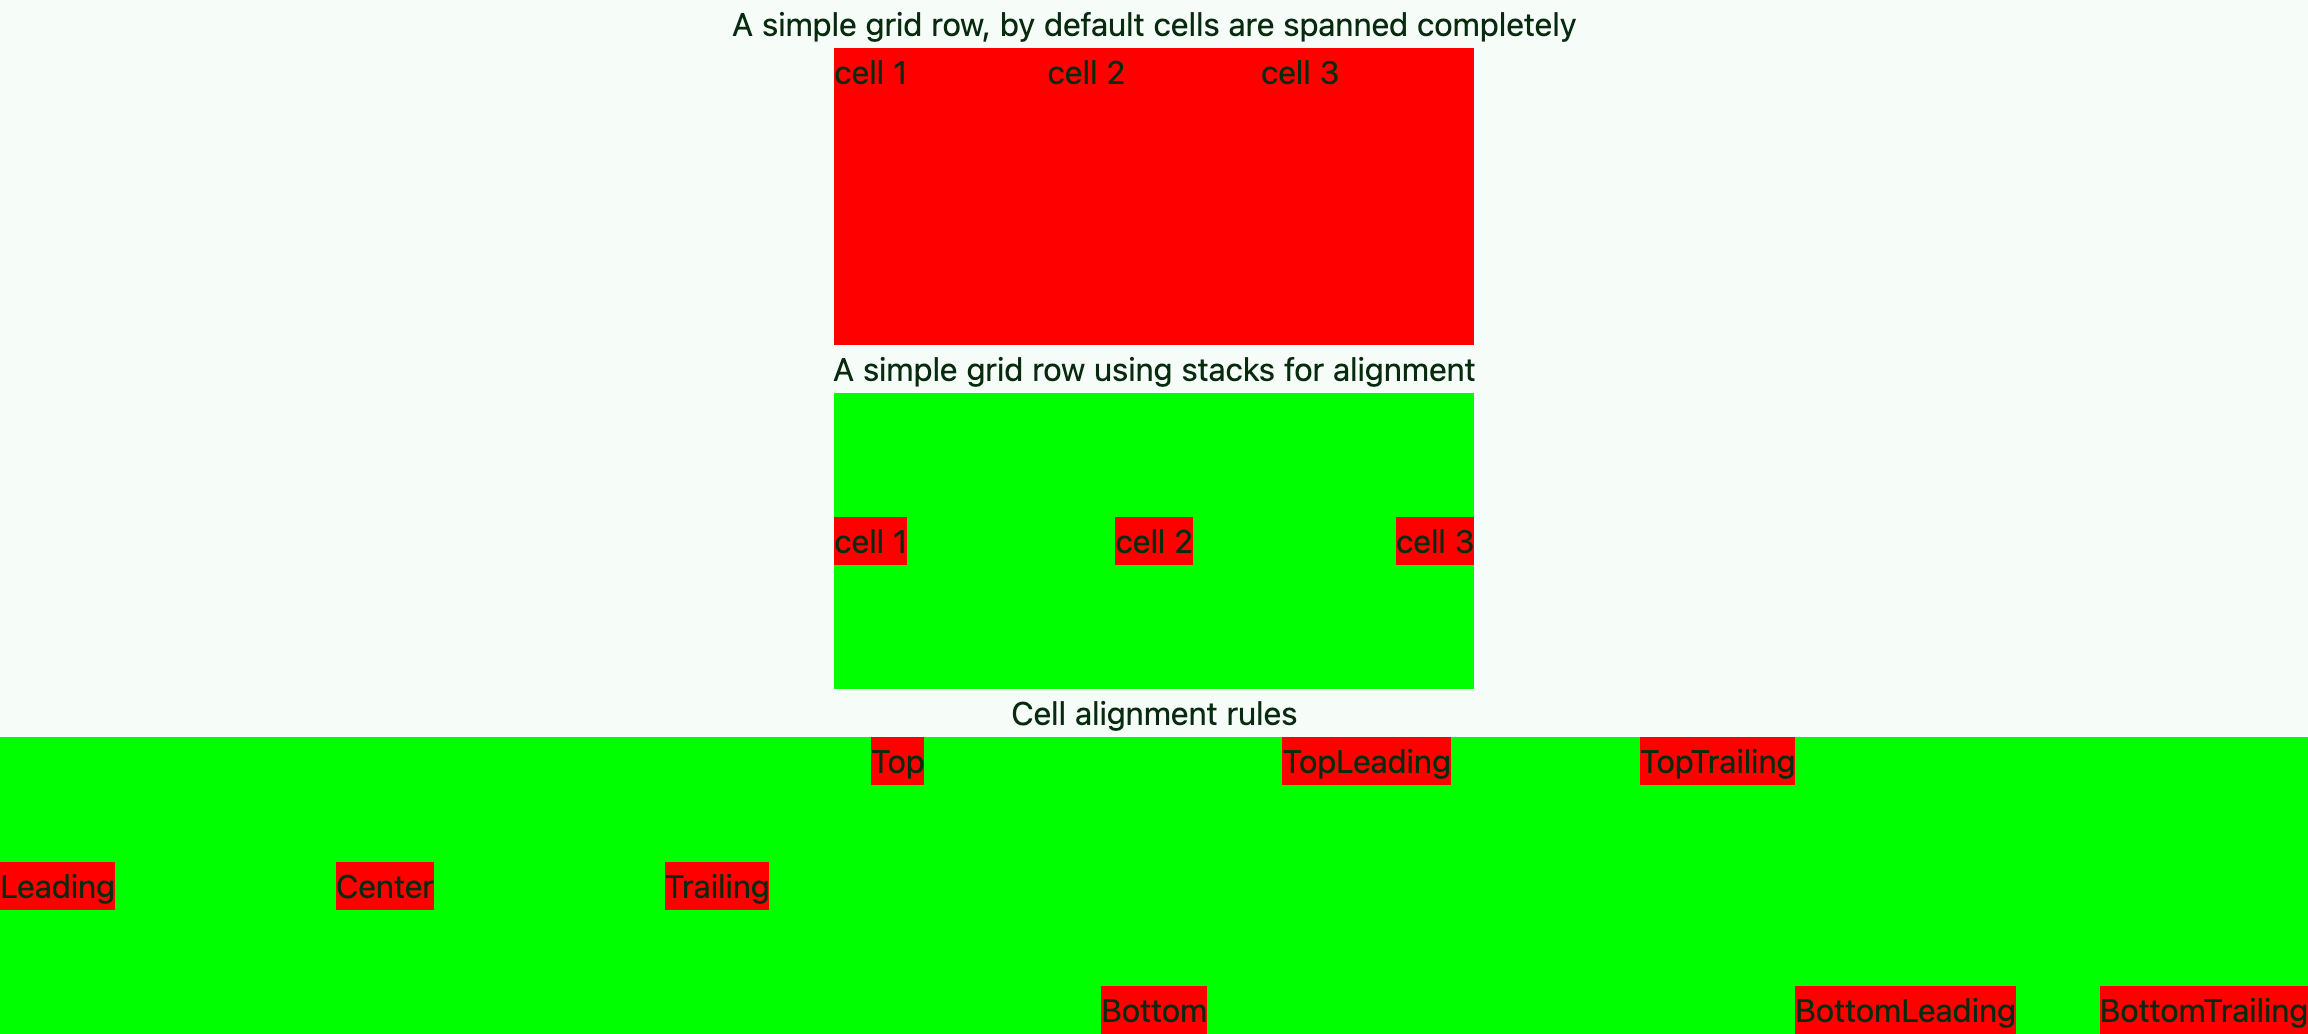 A simple grid row, by default cells are spanned completely
cell 1 cell 2 cell 3
A simple grid row using stacks for alignment
cell 1 cell 2 cell 3
Cell alignment rules
Top TopLeading TopTrailing
Leading Center Trailing
Bottom BottomLeading BottomTrailing